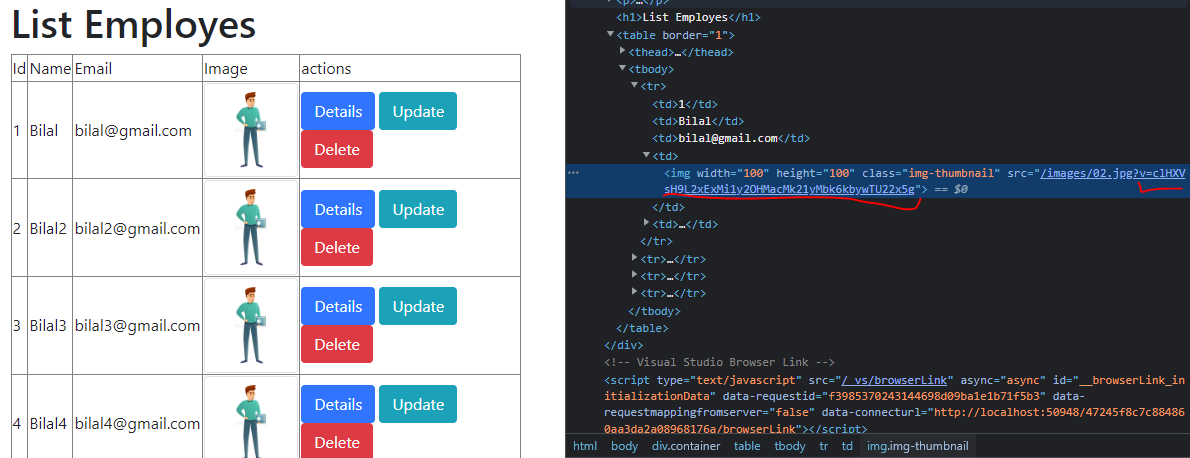 List Employes
Id Name Email Image actions
1 Bilal bilal@gmail.com Details Update
Delete
2 Bilal2 bilal2@gmail.com Details Update
Delete
3 Bilal3 bilal3@gmail.com Details Update
Delete
4 Bilal4 bilal4@gmail.com Details Update
Delete
<p>…</p>
<h1>List Employes</h1>
<table border="1">
<thead>…</thead>
<tbody>
<tr>
<td>1</td>
<td>Bilal</td>
<td>bilal@gmail.com</td>
<td>
<img width="100" height="100" class="img-thumbnail" src="/images/02.jpg?v=clHXV
sH9L2xExMi1y2OHMacMk21yMbk6kbywTU22x5g"> == $0
</td>
<td>…</td>
</tr>
<tr>…</tr>
<tr>…</tr>
<tr>…</tr>
</tbody>
</table>
</div>
<!-- Visual Studio Browser Link -->
<script type="text/javascript" src="/_vs/browserLink" async="async" id="__browserLink_in
itializationData" data-requestid="f3985370243144698d09ba1e1b71f5b3" data-
requestmappingfromserver="false" data-connecturl="http://localhost:50948/47245f8c7c88486
0aa3da2a08968176a/browserLink"></script>
html body div.container table tbody tr td img.img-thumbnail